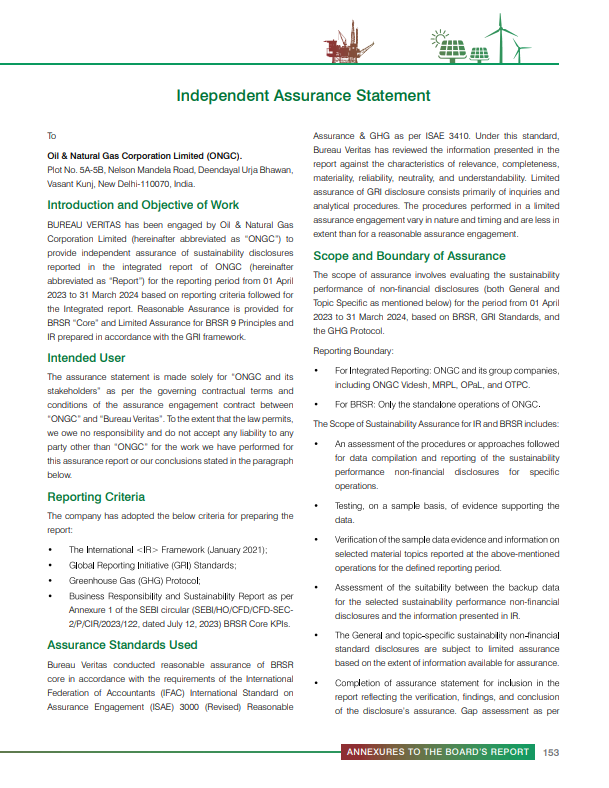 Independent Assurance Statement
To
Oil & Natural Gas Corporation Limited (ONGC).
Plot No. 5A-5B, Nelson Mandela Road, Deendayal Urja Bhawan,
Vasant Kunj, New Delhi-110070, India.
Introduction and Objective of Work
BUREAU VERITAS has been engaged by Oil & Natural Gas
Corporation Limited (hereinafter abbreviated as “ONGC”) to
provide independent assurance of sustainability disclosures
reported in the integrated report of ONGC (hereinafter
abbreviated as “Report”) for the reporting period from 01 April
2023 to 31 March 2024 based on reporting criteria followed for
the Integrated report. Reasonable Assurance is provided for
BRSR “Core” and Limited Assurance for BRSR 9 Principles and
IR prepared in accordance with the GRI framework.
Intended User
The assurance statement is made solely for “ONGC and its
stakeholders” as per the governing contractual terms and
conditions of the assurance engagement contract between
“ONGC” and “Bureau Veritas”. To the extent that the law permits,
we owe no responsibility and do not accept any liability to any
party other than “ONGC” for the work we have performed for
this assurance report or our conclusions stated in the paragraph
below.
Reporting Criteria
The company has adopted the below criteria for preparing the
report:
• The International <IR> Framework (January 2021);
• Global Reporting Initiative (GRI) Standards;
• Greenhouse Gas (GHG) Protocol;
• Business Responsibility and Sustainability Report as per
Annexure 1 of the SEBI circular (SEBI/HO/CFD/CFD-SEC-
2/P/CIR/2023/122, dated July 12, 2023) BRSR Core KPIs.
Assurance Standards Used
Bureau Veritas conducted reasonable assurance of BRSR
core in accordance with the requirements of the International
Federation of Accountants (IFAC) International Standard on
Assurance Engagement (ISAE) 3000 (Revised) Reasonable
Assurance & GHG as per ISAE 3410. Under this standard,
Bureau Veritas has reviewed the information presented in the
report against the characteristics of relevance, completeness,
materiality, reliability, neutrality, and understandability. Limited
assurance of GRI disclosure consists primarily of inquiries and
analytical procedures. The procedures performed in a limited
assurance engagement vary in nature and timing and are less in
extent than for a reasonable assurance engagement.
Scope and Boundary of Assurance
The scope of assurance involves evaluating the sustainability
performance of non-financial disclosures (both General and
Topic Specific as mentioned below) for the period from 01 April
2023 to 31 March 2024, based on BRSR, GRI Standards, and
the GHG Protocol.
Reporting Boundary:
• For Integrated Reporting: ONGC and its group companies,
including ONGC Videsh, MRPL, OPaL, and OTPC.
• For BRSR: Only the standalone operations of ONGC.
The Scope of Sustainability Assurance for IR and BRSR includes:
• An assessment of the procedures or approaches followed
for data compilation and reporting of the sustainability
performance non-financial disclosures for specific
operations.
• Testing, on a sample basis, of evidence supporting the
data.
• Verification of the sample data evidence and information on
selected material topics reported at the above-mentioned
operations for the defined reporting period.
• Assessment of the suitability between the backup data
for the selected sustainability performance non-financial
disclosures and the information presented in IR.
• The General and topic-specific sustainability non-financial
standard disclosures are subject to limited assurance
based on the extent of information available for assurance.
• Completion of assurance statement for inclusion in the
report reflecting the verification, findings, and conclusion
of the disclosure's assurance. Gap assessment as per
ANNEXURES TO THE BOARD'S REPORT 153